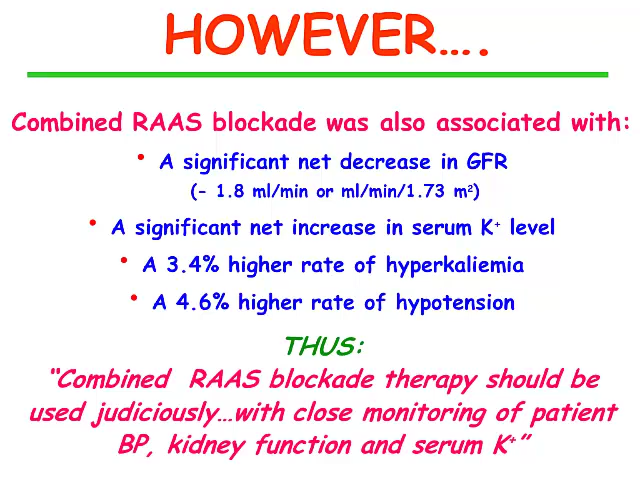 HOWEVER….
Combined RAAS blockade was also associated with:
• A significant net decrease in GFR
(- 1.8 ml/min or ml/min/1.73 m²)
• A significant net increase in serum K⁺ level
• A 3.4% higher rate of hyperkaliemia
• A 4.6% higher rate of hypotension
THUS:
“Combined RAAS blockade therapy should be
used judiciously…with close monitoring of patient
BP, kidney function and serum K⁺”